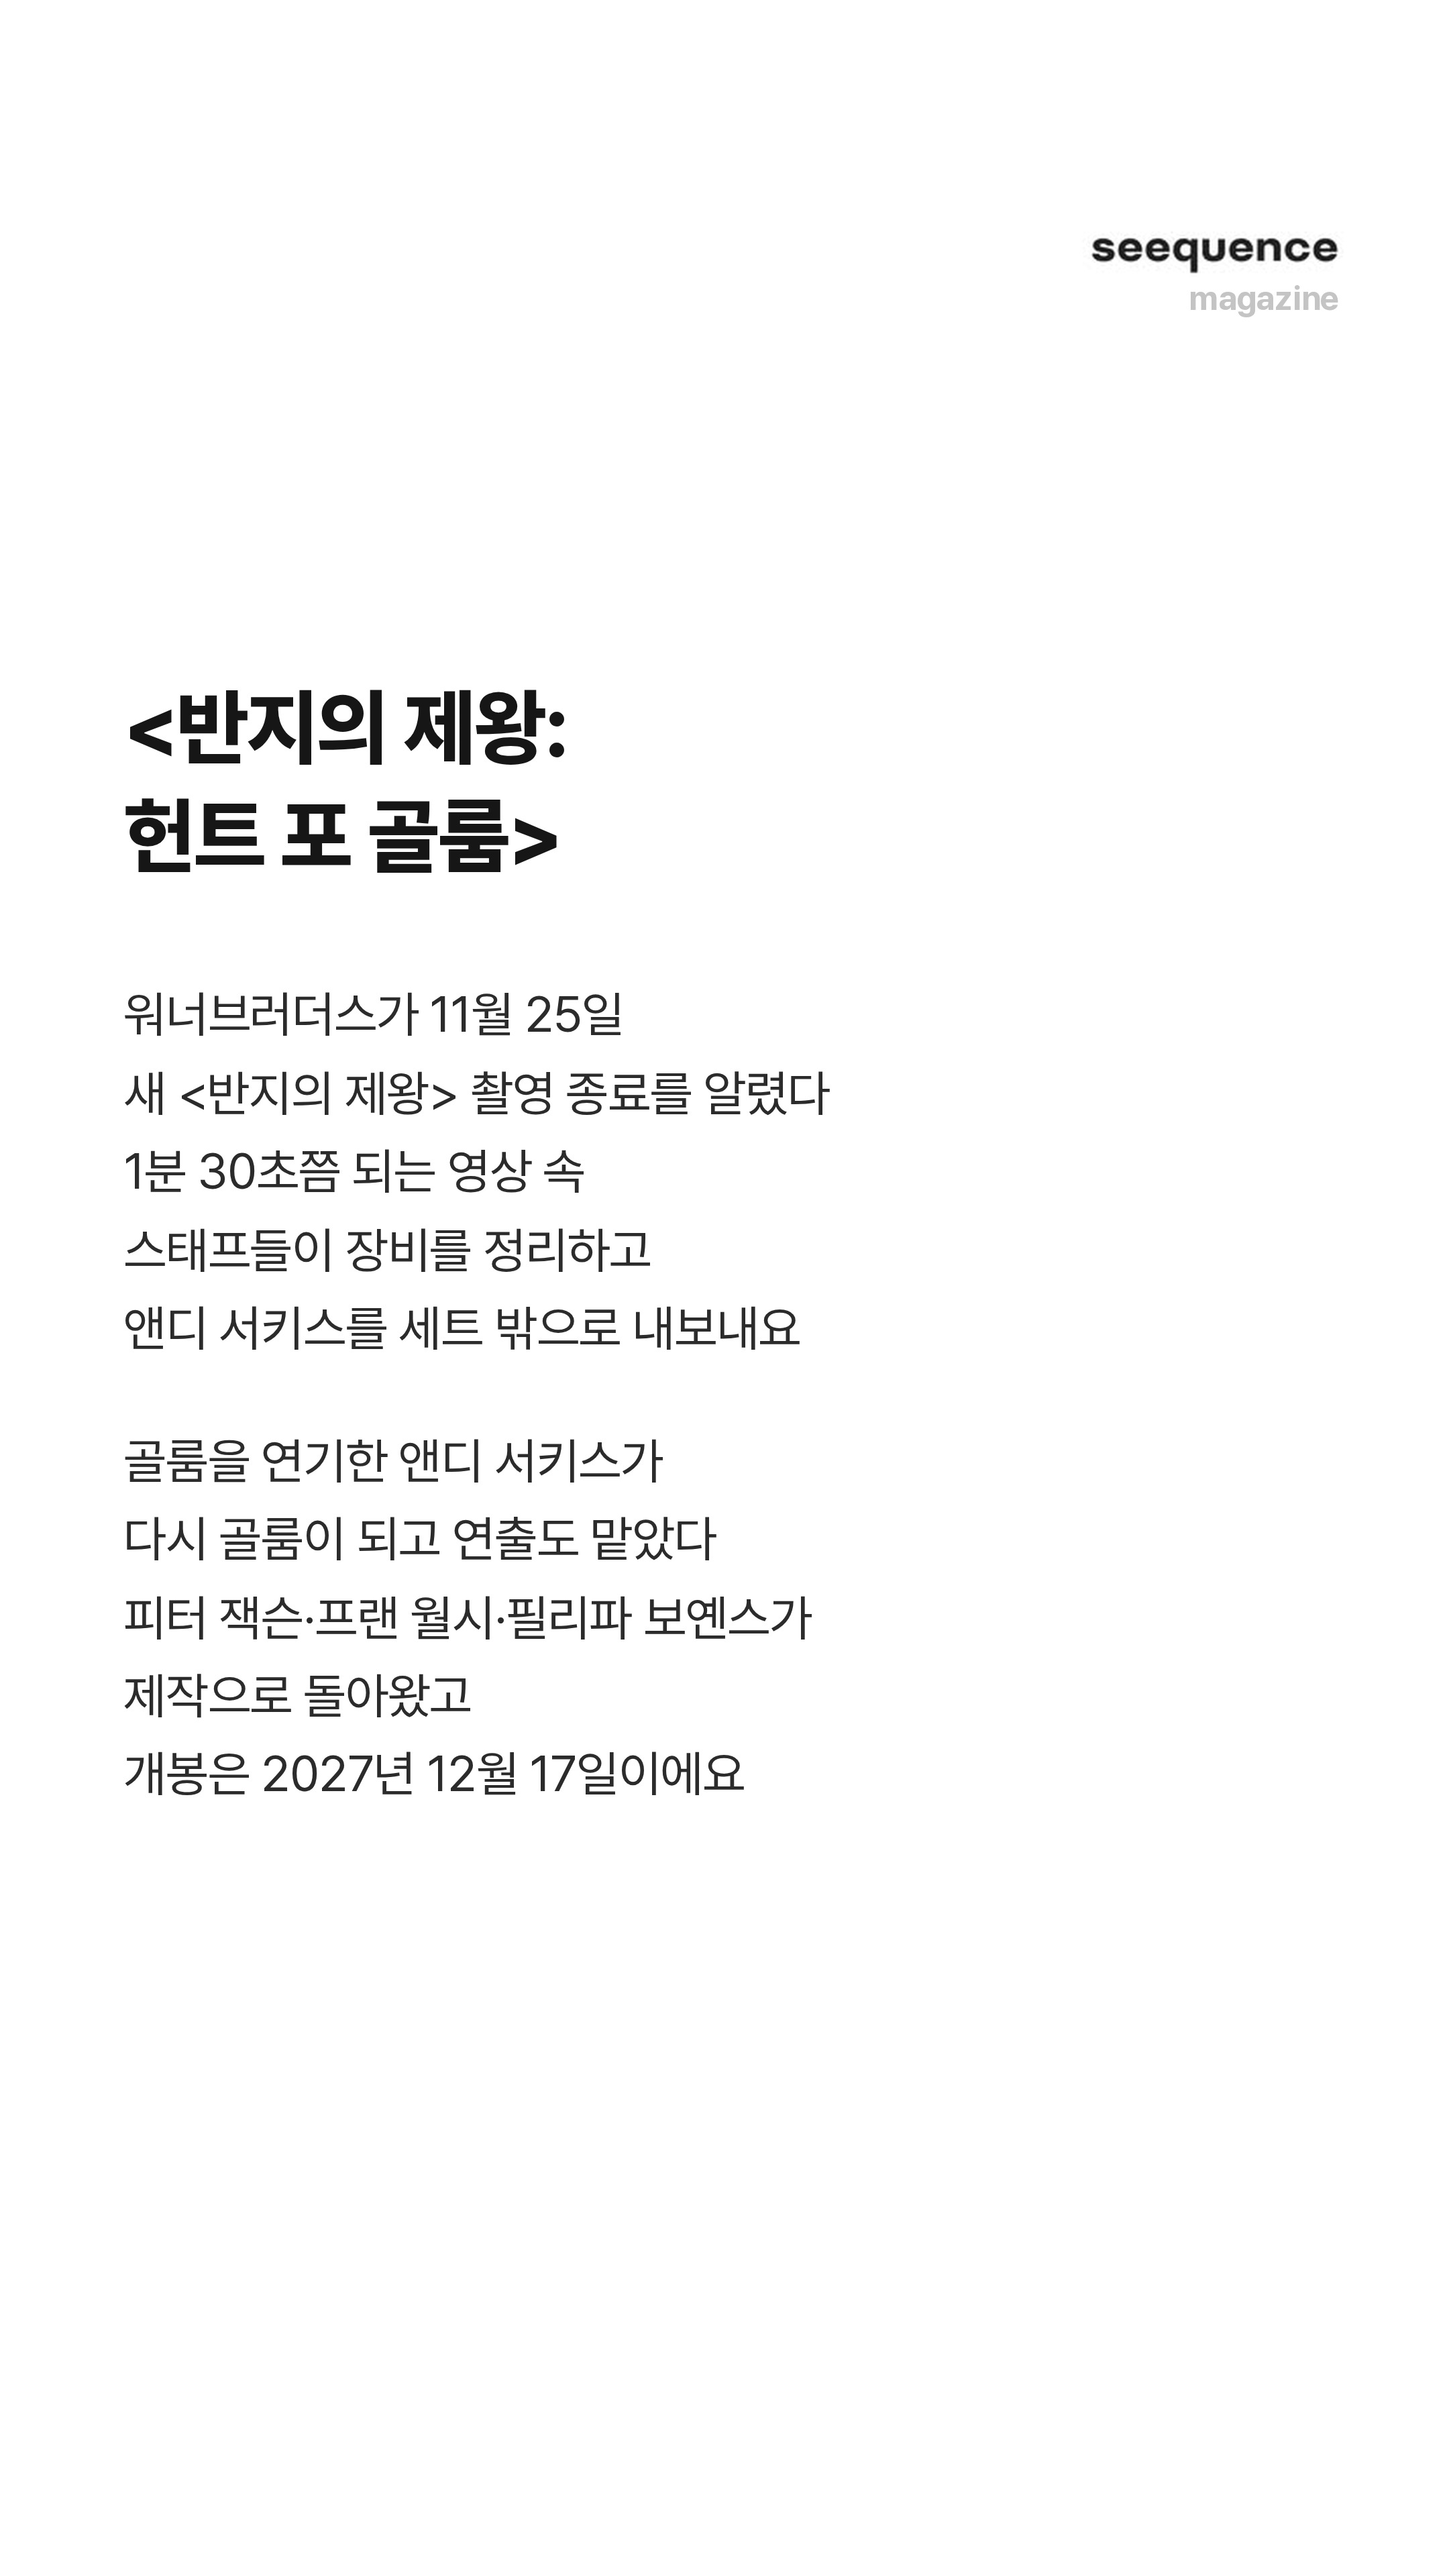 seequence
magazine
<반지의 제왕:
헌트 포 골룸>
워너브러더스가 11월 25일
새 <반지의 제왕> 촬영 종료를 알렸다
1분 30초쯤 되는 영상 속
스태프들이 장비를 정리하고
앤디 서키스를 세트 밖으로 내보내요
골룸을 연기한 앤디 서키스가
다시 골룸이 되고 연출도 맡았다
피터 잭슨·프랜 월시·필리파 보옌스가
제작으로 돌아왔고
개봉은 2027년 12월 17일이에요